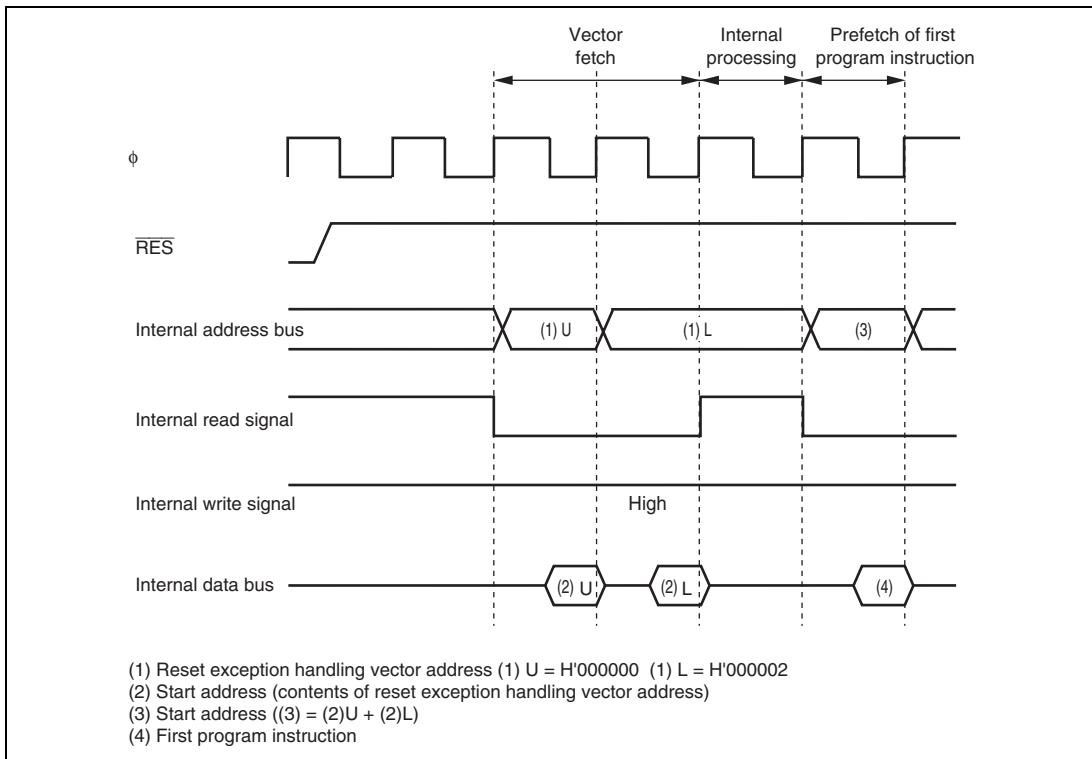 Vector
fetch
Internal
processing
Prefetch of first
program instruction
ϕ
RES
Internal address bus
(1) U
(1) L
(3)
Internal read signal
Internal write signal
High
Internal data bus
(2) U
(2) L
(4)
(1) Reset exception handling vector address (1) U = H'000000 (1) L = H'000002
(2) Start address (contents of reset exception handling vector address)
(3) Start address ((3) = (2)U + (2)L)
(4) First program instruction